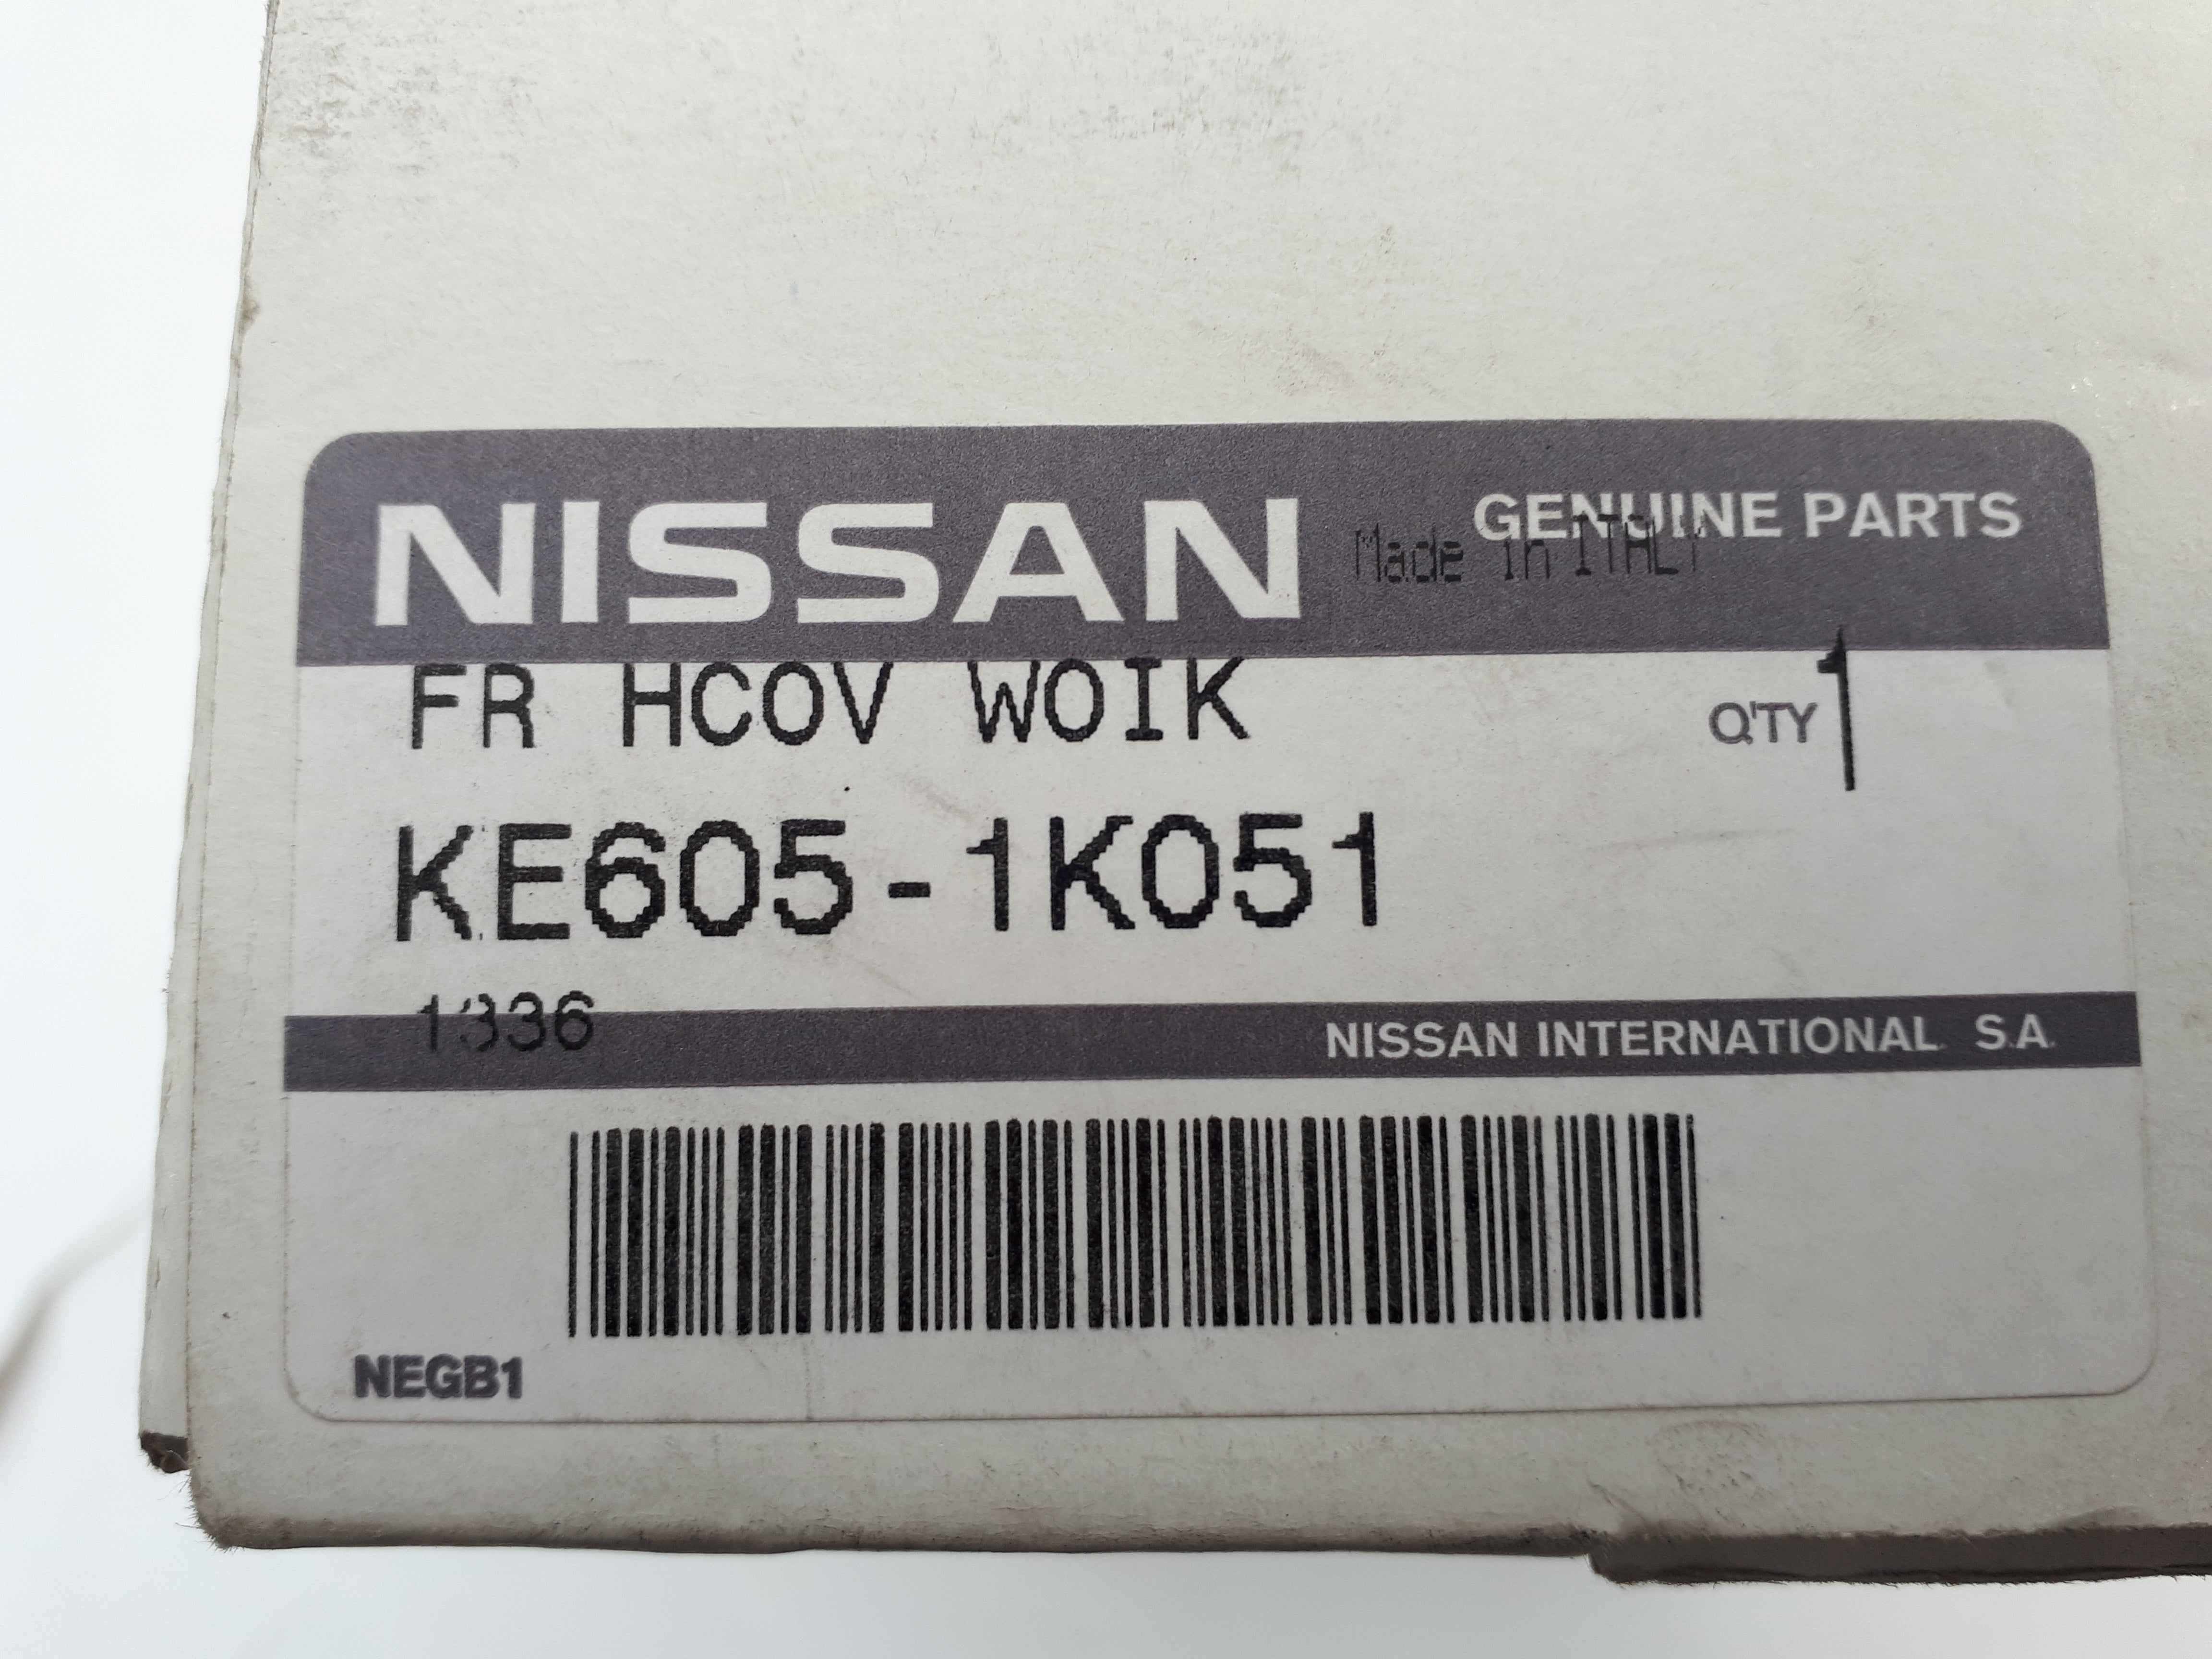 NISSAN
GENUINE PARTS
Made in ITALY
FR HCOV WOIK
Q'TY 1
KE605-1K051
1336
NISSAN INTERNATIONAL S.A.
NEGB1